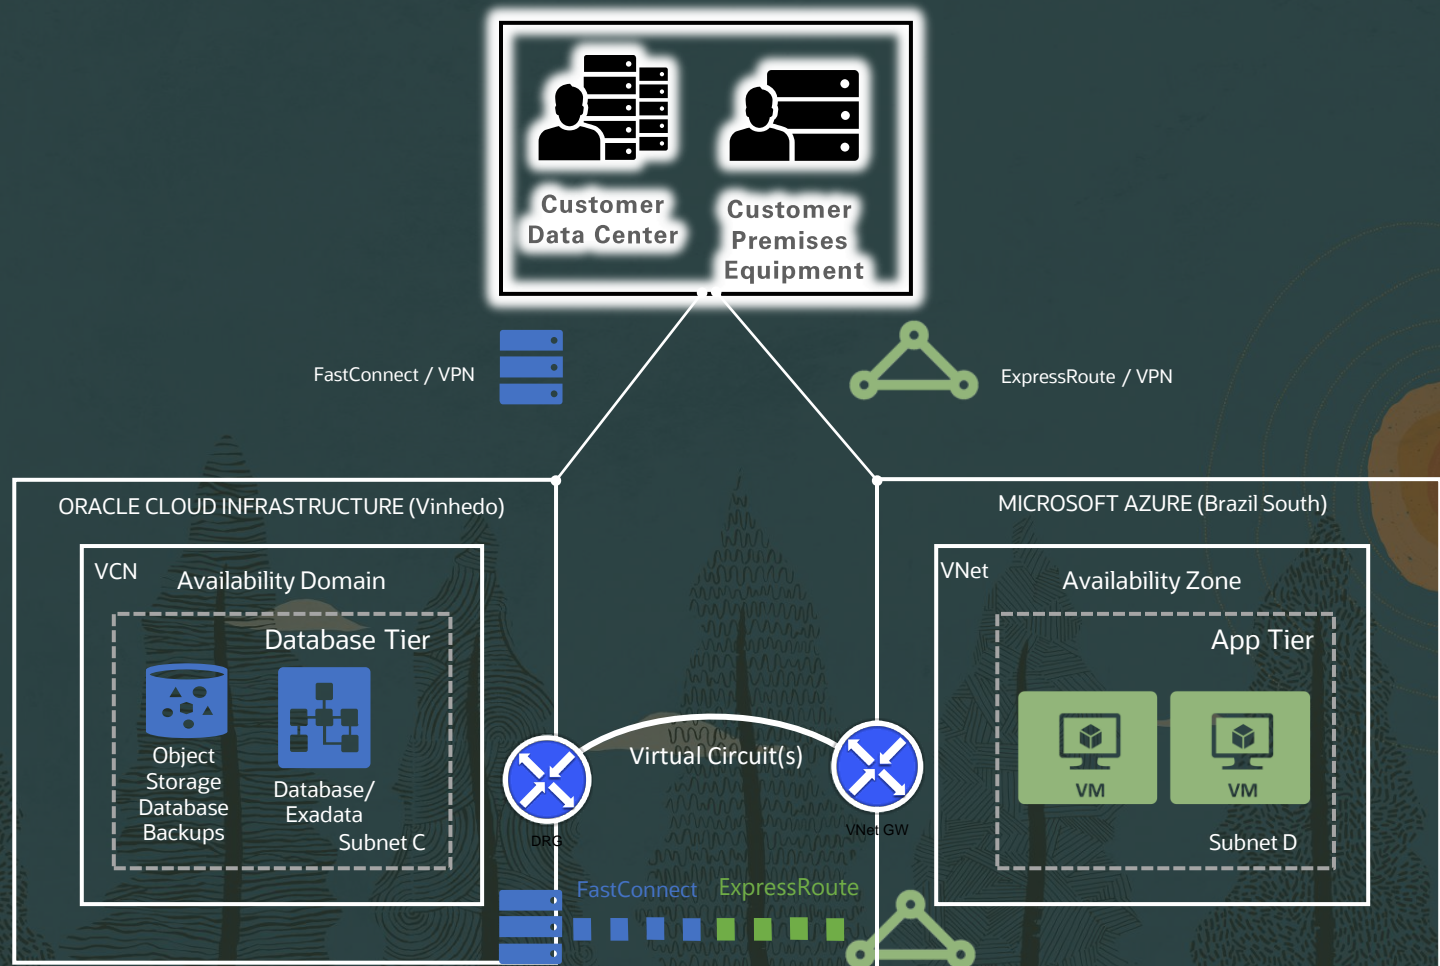 Customer
Data Center
Customer
Premises
Equipment
FastConnect / VPN
ExpressRoute / VPN
ORACLE CLOUD INFRASTRUCTURE (Vinhedo)
MICROSOFT AZURE (Brazil South)
VCN
Availability Domain
Database Tier
Object
Storage
Database
Backups
Database/
Exadata
Subnet C
Virtual Circuit(s)
DRG
VNet GW
VNet
Availability Zone
App Tier
VM
VM
Subnet D
FastConnect
ExpressRoute